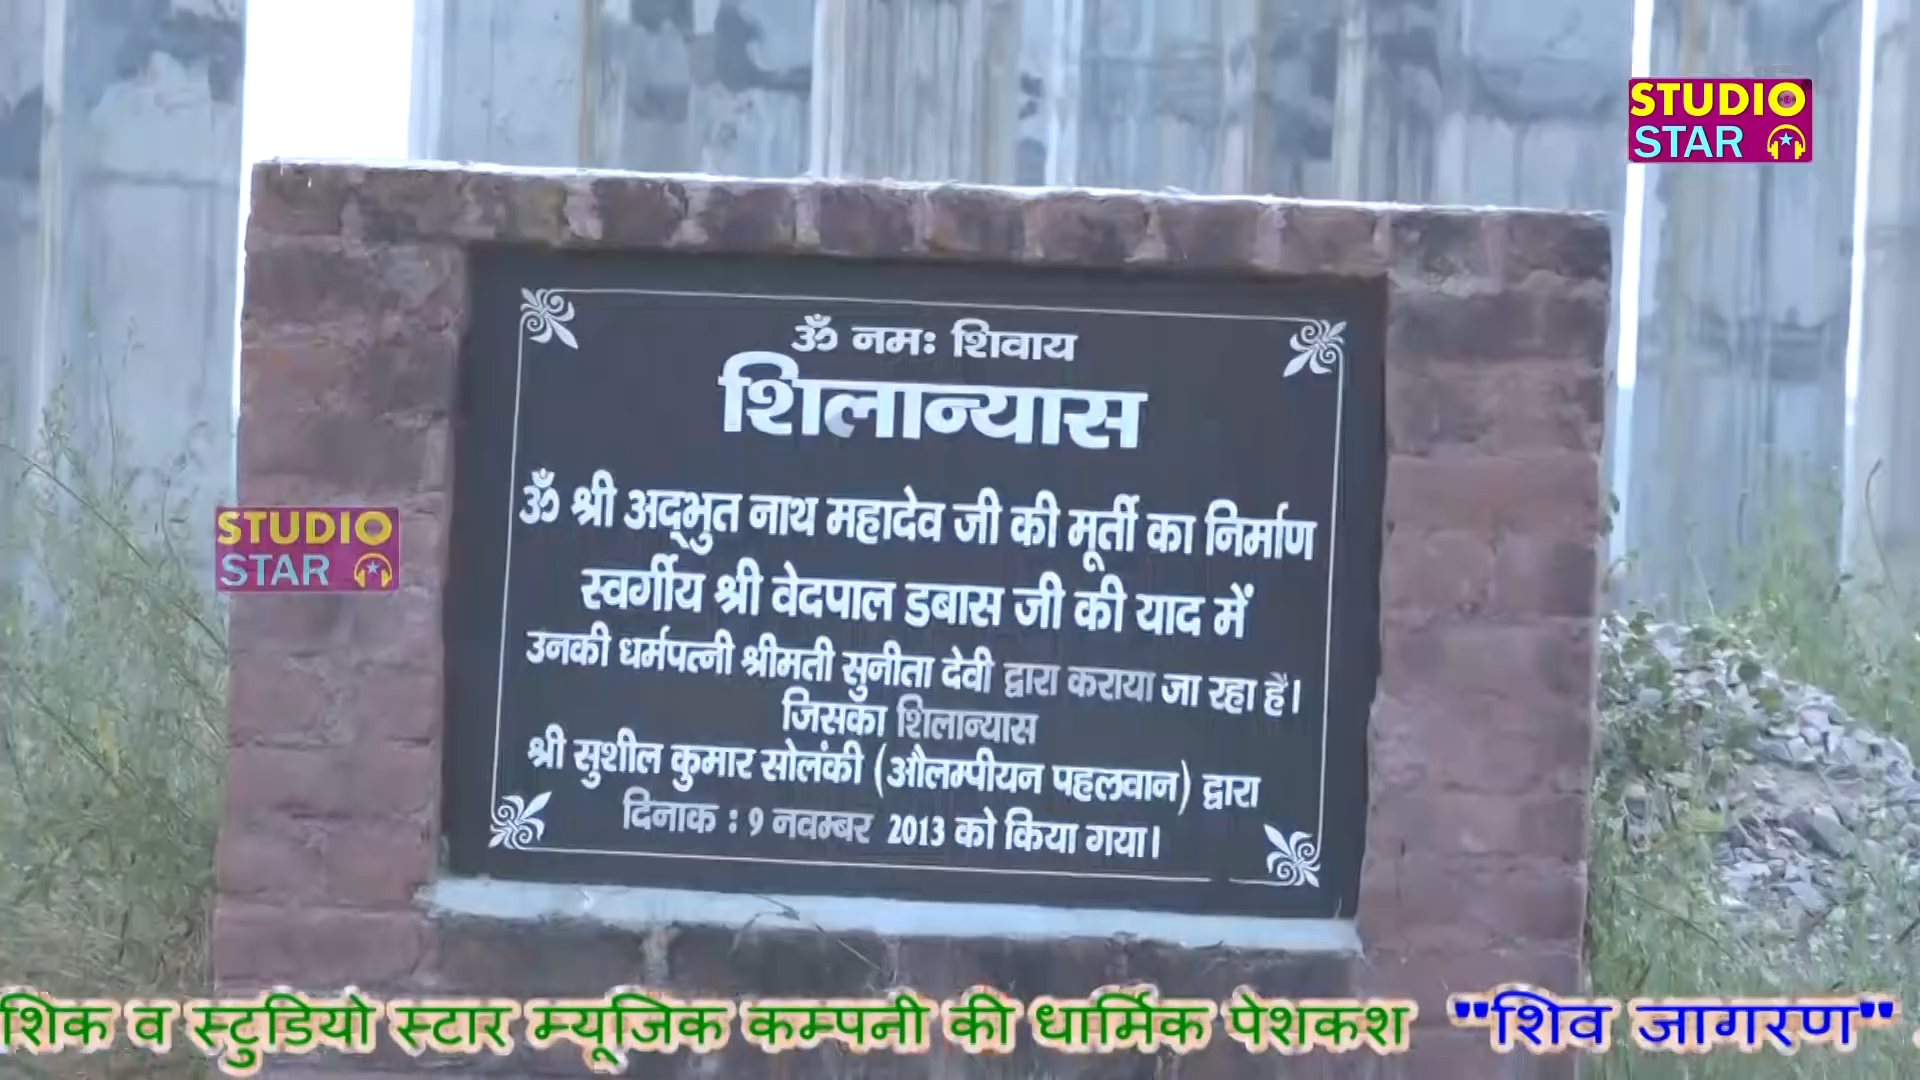 STUDIO
STAR
ॐ नमः शिवाय
शिलान्यास
ॐ श्री अद्भुत नाथ महादेव जी की मूर्ती का निर्माण
स्वर्गीय श्री वेदपाल डबास जी की याद में
उनकी धर्मपत्नी श्रीमती सुनीता देवी द्वारा कराया जा रहा हैं।
जिसका शिलान्यास
श्री सुशील कुमार सोलंकी (औलम्पीयन पहलवान) द्वारा
दिनाक : 9 नवम्बर 2013 को किया गया।
STUDIO
STAR
शिक व स्टुडियो स्टार म्यूजिक कम्पनी की धार्मिक पेशकश "शिव जागरण"